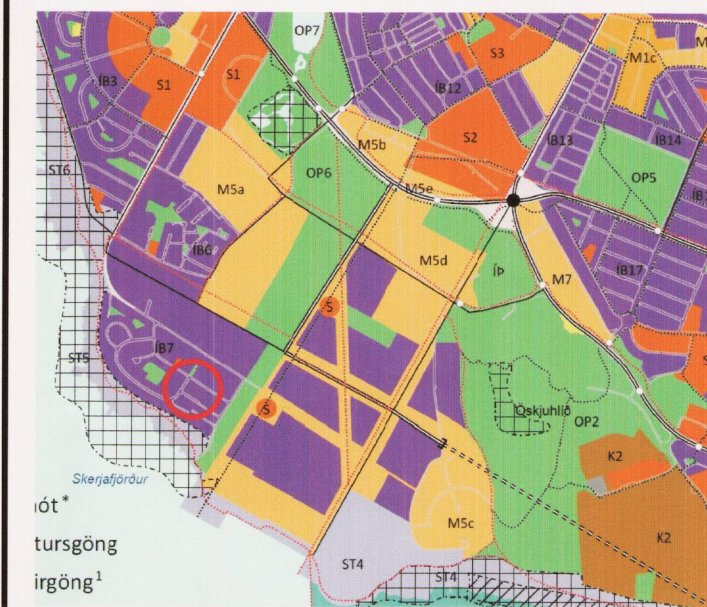 OP7
ÍB3
S1
S1
ÍB12
S3
M1c
M5b
S2
ÍB13
ÍB14
ST6
M5a
OP6
M5e
OP5
ÍB6
M5d
ÍÞ
M7
ÍB17
S
ÍB7
ST5
S
Öskjuhlíð
OP2
K2
Skerjafjörður
K2
M5c
ST4
ST4
tursgöng
irgöng¹